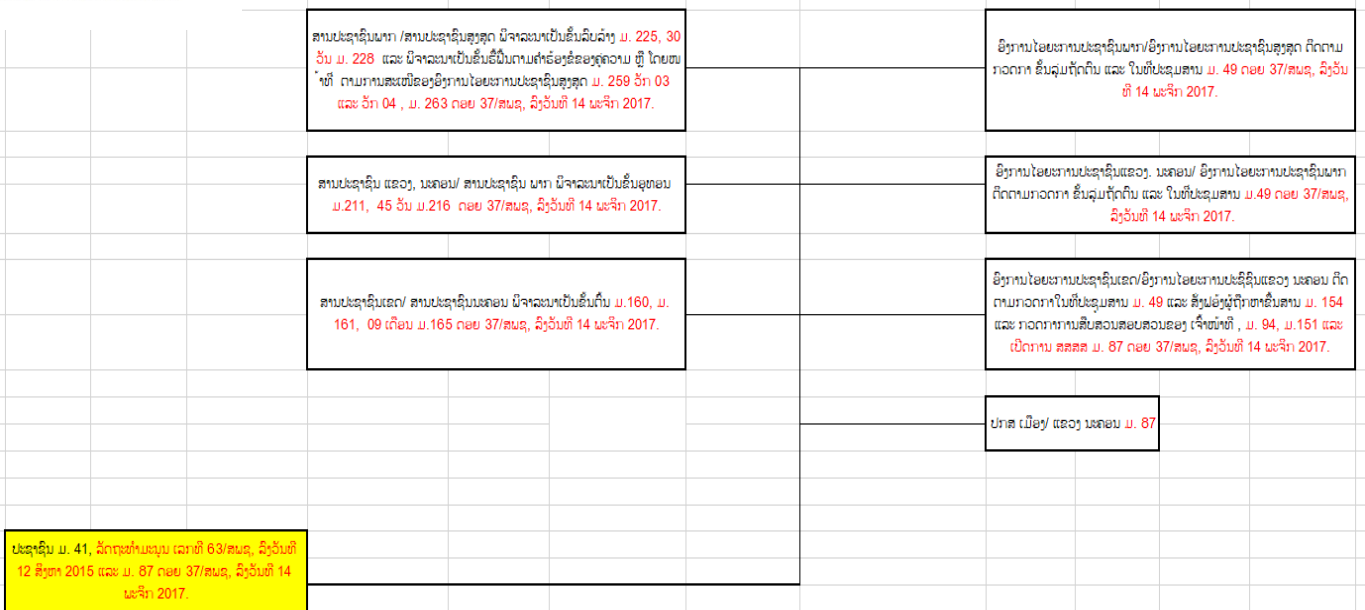 ສານປະຊາຊົນພາກ /ສານປະຊາຊົນສູງສຸດ ພິຈາລະນາເປັນຂັ້ນລົບລ້າງ ມ. 225, 30
ວັນ ມ. 228 ແລະ ພິຈາລະນາເປັນຂັ້ນຮື້ຟື້ນຕາມຄຳຮ້ອງຂໍຂອງຄູ່ຄວາມ ຫຼື ໂດຍໜ
້າທີ່ ຕາມການສະເໜີຂອງອົງການໄອຍະການປະຊາຊົນສູງສຸດ ມ. 259 ວັກ 03
ແລະ ວັກ 04 , ມ. 263 ດອຍ 37/ສພຊ, ລົງວັນທີ 14 ພະຈິກ 2017.
ອົງການໄອຍະການປະຊາຊົນພາກ/ອົງການໄອຍະການປະຊາຊົນສູງສຸດ ຕິດຕາມ
ກວດກາ ຂັ້ນລຸ່ມຖັດຕົນ ແລະ ໃນທີ່ປະຊຸມສານ ມ. 49 ດອຍ 37/ສພຊ, ລົງວັນ
ທີ 14 ພະຈິກ 2017.
ສານປະຊາຊົນ ແຂວງ, ນະຄອນ/ ສານປະຊາຊົນ ພາກ ພິຈາລະນາເປັນຂັ້ນອຸທອນ
ມ.211, 45 ວັນ ມ.216 ດອຍ 37/ສພຊ, ລົງວັນທີ 14 ພະຈິກ 2017.
ອົງການໄອຍະການປະຊາຊົນແຂວງ. ນະຄອນ/ ອົງການໄອຍະການປະຊາຊົນພາກ
ຕິດຕາມກວດກາ ຂັ້ນລຸ່ມຖັດຕົນ ແລະ ໃນທີ່ປະຊຸມສານ ມ.49 ດອຍ 37/ສພຊ,
ລົງວັນທີ 14 ພະຈິກ 2017.
ສານປະຊາຊົນເຂດ/ ສານປະຊາຊົນນະຄອນ ພິຈາລະນາເປັນຂັ້ນຕົ້ນ ມ.160, ມ.
161, 09 ເດືອນ ມ.165 ດອຍ 37/ສພຊ, ລົງວັນທີ 14 ພະຈິກ 2017.
ອົງການໄອຍະການປະຊາຊົນເຂດ/ອົງການໄອຍະການປະຊິຊົນແຂວງ ນະຄອນ ຕິດ
ຕາມກວດກາໃນທີ່ປະຊຸມສານ ມ. 49 ແລະ ສັ່ງຟ້ອງຜູ້ຖືກຫາຂຶ້ນສານ ມ. 154
ແລະ ກວດກາການສືບສວນສອບສວນຂອງ ເຈົ້າໜ້າທີ່ , ມ. 94, ມ.151 ແລະ
ເປີດການ ສສສສ ມ. 87 ດອຍ 37/ສພຊ, ລົງວັນທີ 14 ພະຈິກ 2017.
ປກສ ເມືອງ/ ແຂວງ ນະຄອນ ມ. 87
ປະຊາຊົນ ມ. 41, ລັດຖະທຳມະນູນ ເລກທີ 63/ສພຊ, ລົງວັນທີ
12 ສິງຫາ 2015 ແລະ ມ. 87 ດອຍ 37/ສພຊ, ລົງວັນທີ 14
ພະຈິກ 2017.